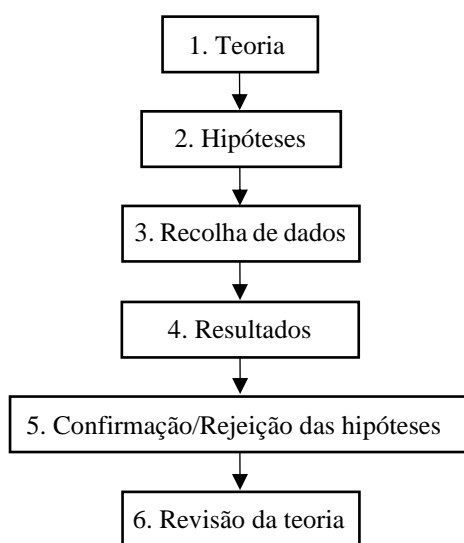 1. Teoria
2. Hipóteses
3. Recolha de dados
4. Resultados
5. Confirmação/Rejeição das hipóteses
6. Revisão da teoria